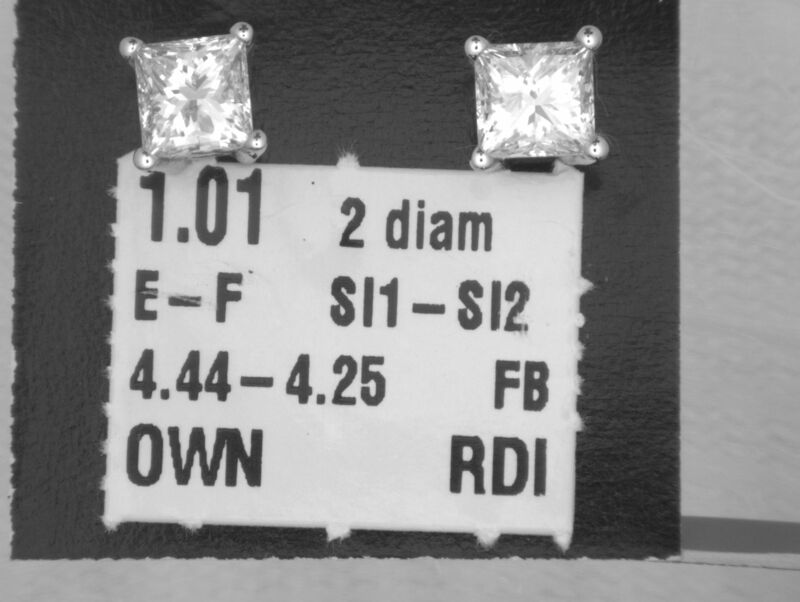 1.01 2 diam
E-F SI1-SI2
4.44-4.25 FB
OWN RDI